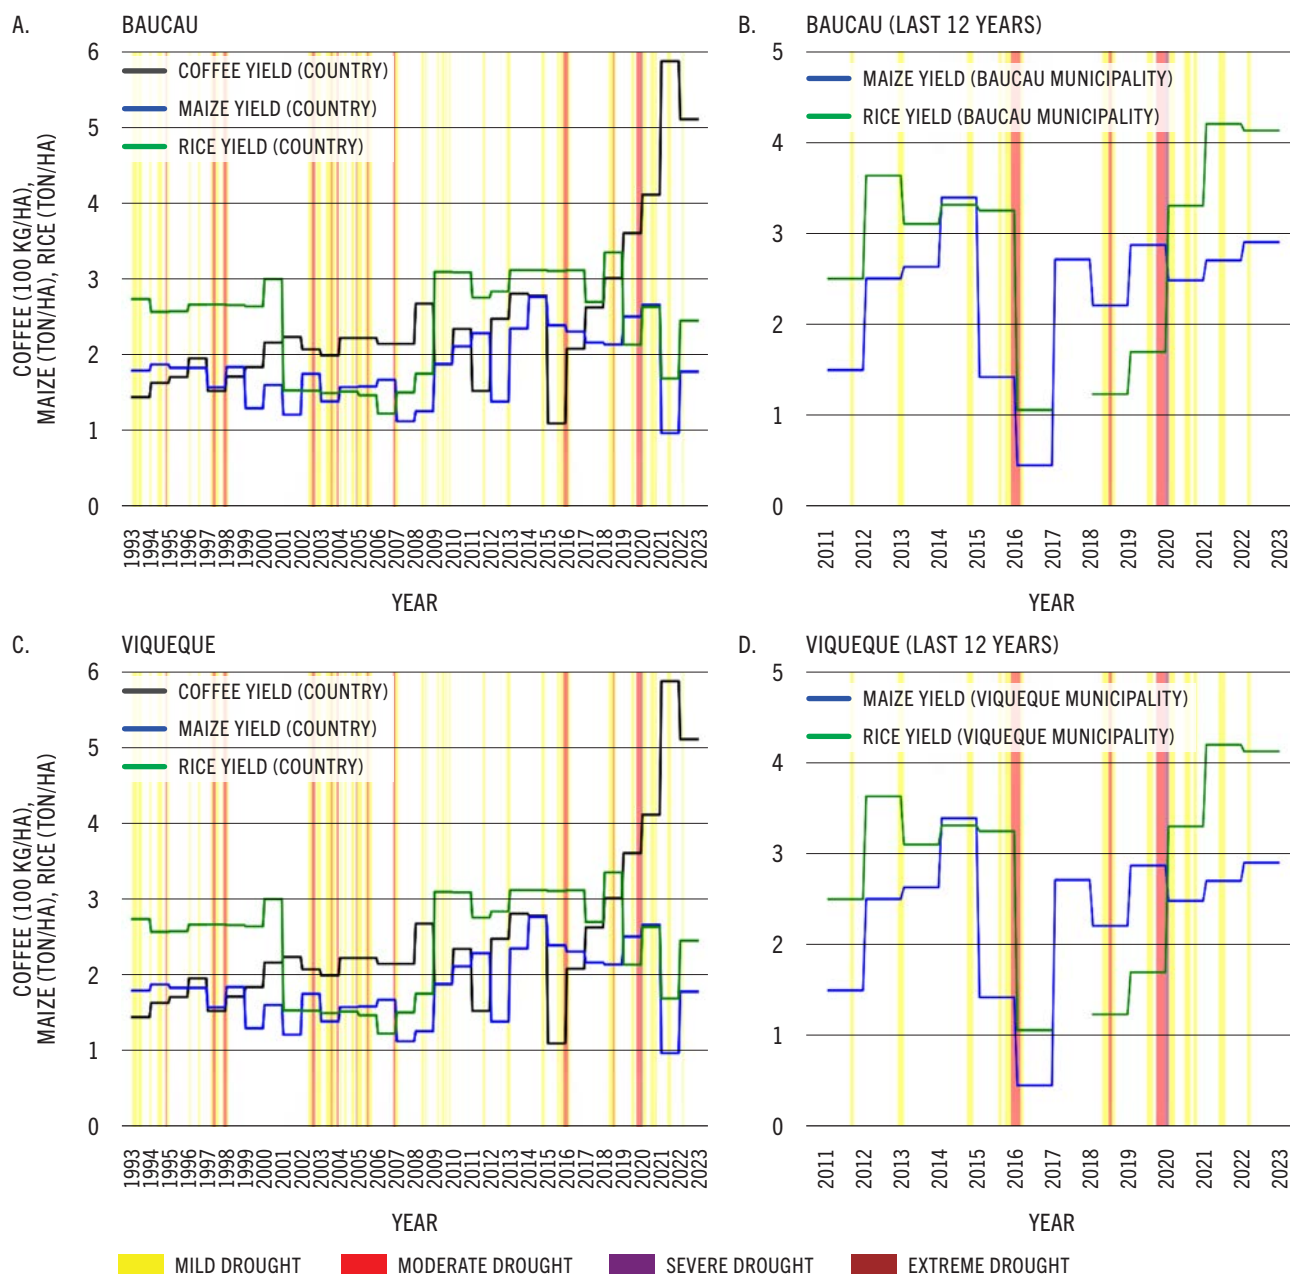 A. BAUCAU
COFFEE (100 KG/HA),
MAIZE (TON/HA), RICE (TON/HA)
6
5
4
3
2
1
0
COFFEE YIELD (COUNTRY)
MAIZE YIELD (COUNTRY)
RICE YIELD (COUNTRY)
1993 1994 1995 1996 1997 1998 1999 2000 2001 2002 2003 2004 2005 2006 2007 2008 2009 2010 2011 2012 2013 2014 2015 2016 2017 2018 2019 2020 2021 2022 2023
YEAR
B. BAUCAU (LAST 12 YEARS)
5
4
3
2
1
0
MAIZE YIELD (BAUCAU MUNICIPALITY)
RICE YIELD (BAUCAU MUNICIPALITY)
2011 2012 2013 2014 2015 2016 2017 2018 2019 2020 2021 2022 2023
YEAR
C. VIQUEQUE
COFFEE (100 KG/HA),
MAIZE (TON/HA), RICE (TON/HA)
6
5
4
3
2
1
0
COFFEE YIELD (COUNTRY)
MAIZE YIELD (COUNTRY)
RICE YIELD (COUNTRY)
1993 1994 1995 1996 1997 1998 1999 2000 2001 2002 2003 2004 2005 2006 2007 2008 2009 2010 2011 2012 2013 2014 2015 2016 2017 2018 2019 2020 2021 2022 2023
YEAR
D. VIQUEQUE (LAST 12 YEARS)
5
4
3
2
1
0
MAIZE YIELD (VIQUEQUE MUNICIPALITY)
RICE YIELD (VIQUEQUE MUNICIPALITY)
2011 2012 2013 2014 2015 2016 2017 2018 2019 2020 2021 2022 2023
YEAR
MILD DROUGHT MODERATE DROUGHT SEVERE DROUGHT EXTREME DROUGHT